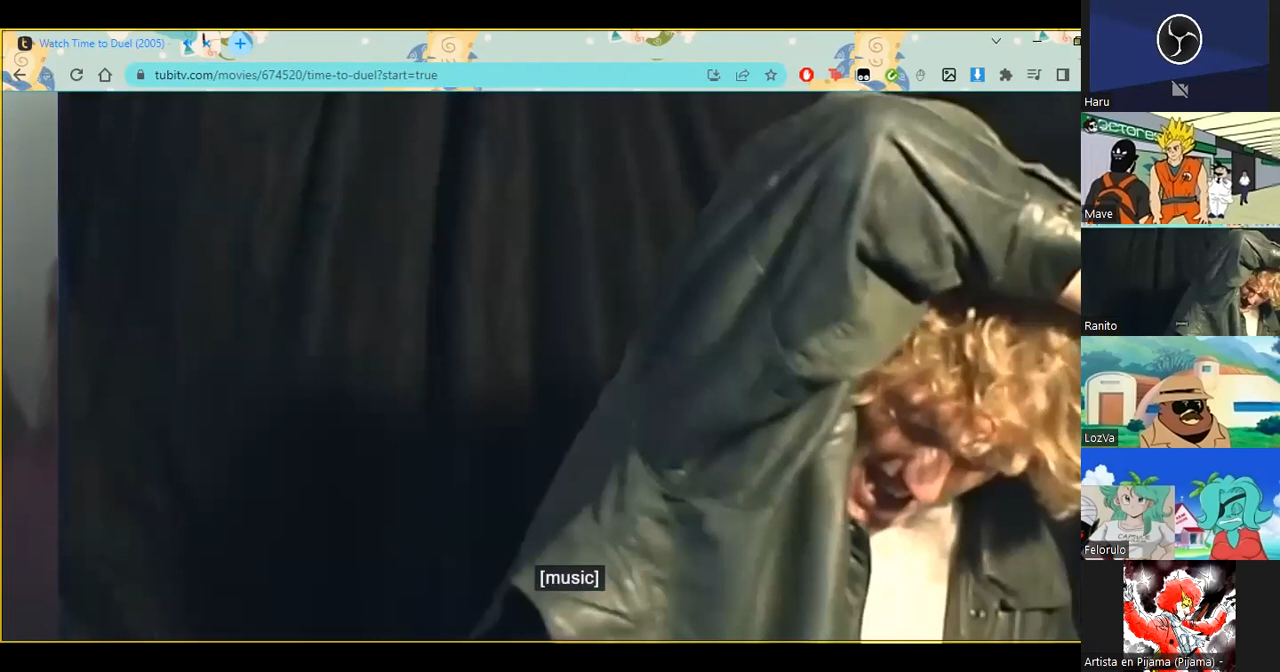 Watch Time to Duel (2005) -
tubitv.com/movies/674520/time-to-duel?start=true
[music]
Haru
Mave
Ranito
LozVa
Felorulo
Artista en Pijama (Pijama) -